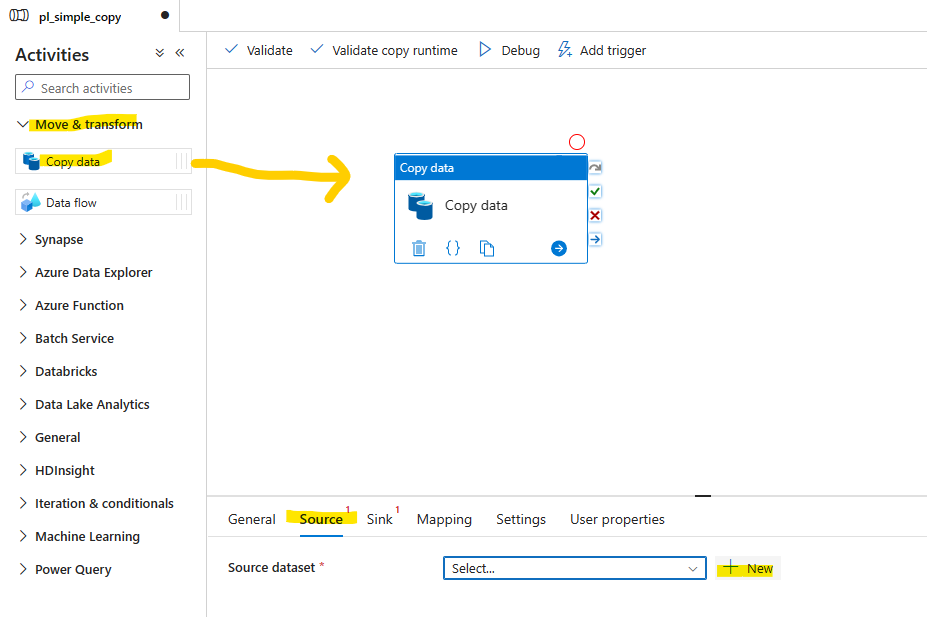 pl_simple_copy
Activities
Search activities
Move & transform
Copy data
Data flow
Synapse
Azure Data Explorer
Azure Function
Batch Service
Databricks
Data Lake Analytics
General
HDInsight
Iteration & conditionals
Machine Learning
Power Query
Validate Validate copy runtime Debug Add trigger
Copy data
Copy data
{}
General Source 1 Sink 1 Mapping Settings User properties
Source dataset * Select... + New